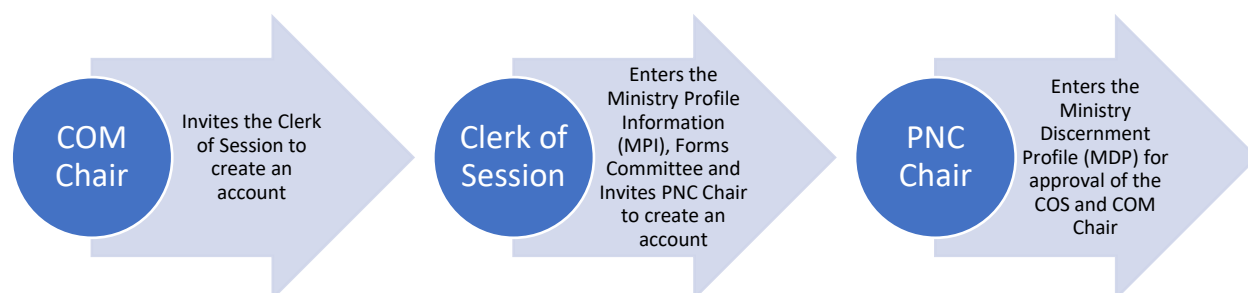 COM
Chair
Invites the Clerk
of Session to
create an
account
Clerk of
Session
Enters the
Ministry Profile
Information
(MPI), Forms
Committee and
Invites PNC Chair
to create an
account
PNC
Chair
Enters the
Ministry
Discernment
Profile (MDP) for
approval of the
COS and COM
Chair